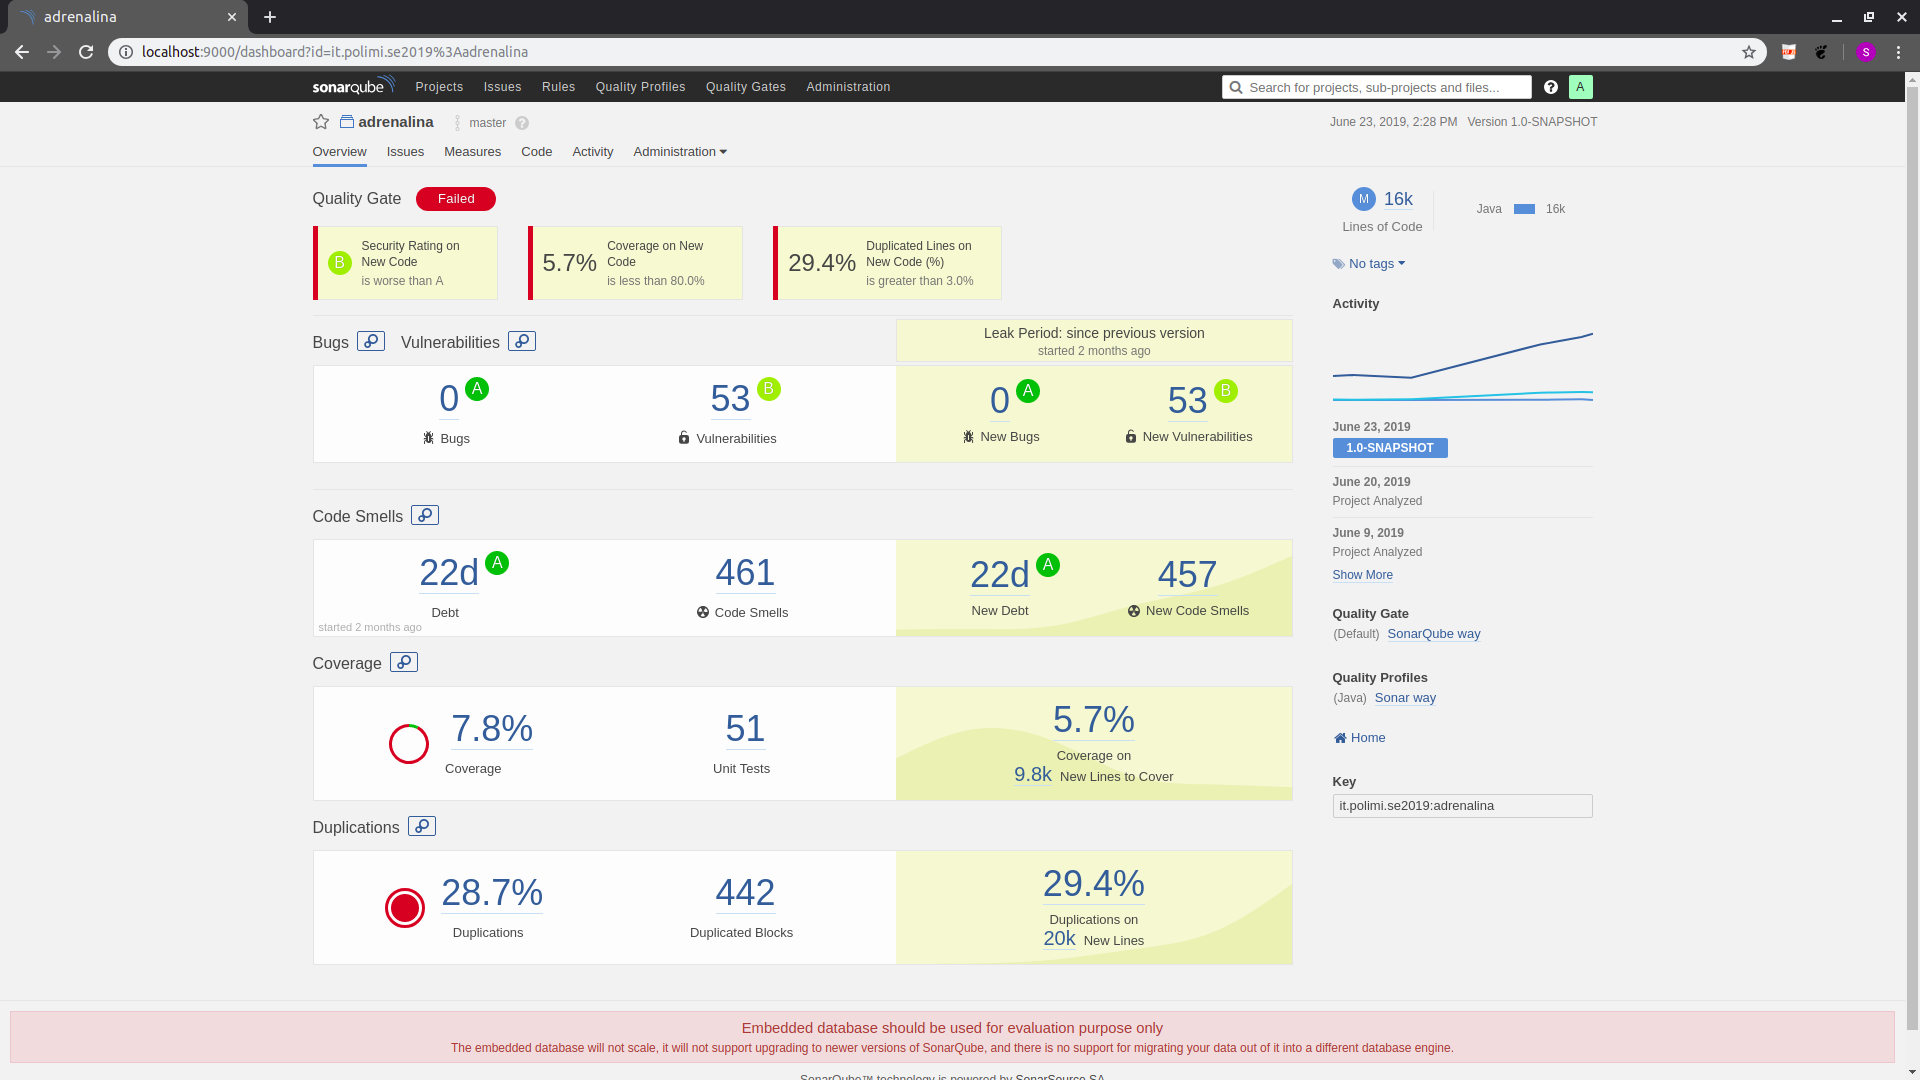 adrenalina
localhost:9000/dashboard?id=it.polimi.se2019%3Aadrenalina
S
sonarqube Projects Issues Rules Quality Profiles Quality Gates Administration Search for projects, sub-projects and files... A
adrenalina master June 23, 2019, 2:28 PM Version 1.0-SNAPSHOT
Overview Issues Measures Code Activity Administration
Quality Gate Failed
B Security Rating on New Code
is worse than A
5.7% Coverage on New Code
is less than 80.0%
29.4% Duplicated Lines on New Code (%)
is greater than 3.0%
Bugs Vulnerabilities
Leak Period: since previous version
started 2 months ago
0 A
Bugs
53 B
Vulnerabilities
0 A
New Bugs
53 B
New Vulnerabilities
Code Smells
22d A
Debt
started 2 months ago
461
Code Smells
22d A
New Debt
457
New Code Smells
Coverage
7.8%
Coverage
51
Unit Tests
5.7%
Coverage on
9.8k New Lines to Cover
Duplications
28.7%
Duplications
442
Duplicated Blocks
29.4%
Duplications on
20k New Lines
M 16k
Lines of Code
Java 16k
No tags
Activity
June 23, 2019
1.0-SNAPSHOT
June 20, 2019
Project Analyzed
June 9, 2019
Project Analyzed
Show More
Quality Gate
(Default) SonarQube way
Quality Profiles
(Java) Sonar way
Home
Key
it.polimi.se2019:adrenalina
Embedded database should be used for evaluation purpose only
The embedded database will not scale, it will not support upgrading to newer versions of SonarQube, and there is no support for migrating your data out of it into a different database engine.
SonarQube™ technology is powered by SonarSource SA